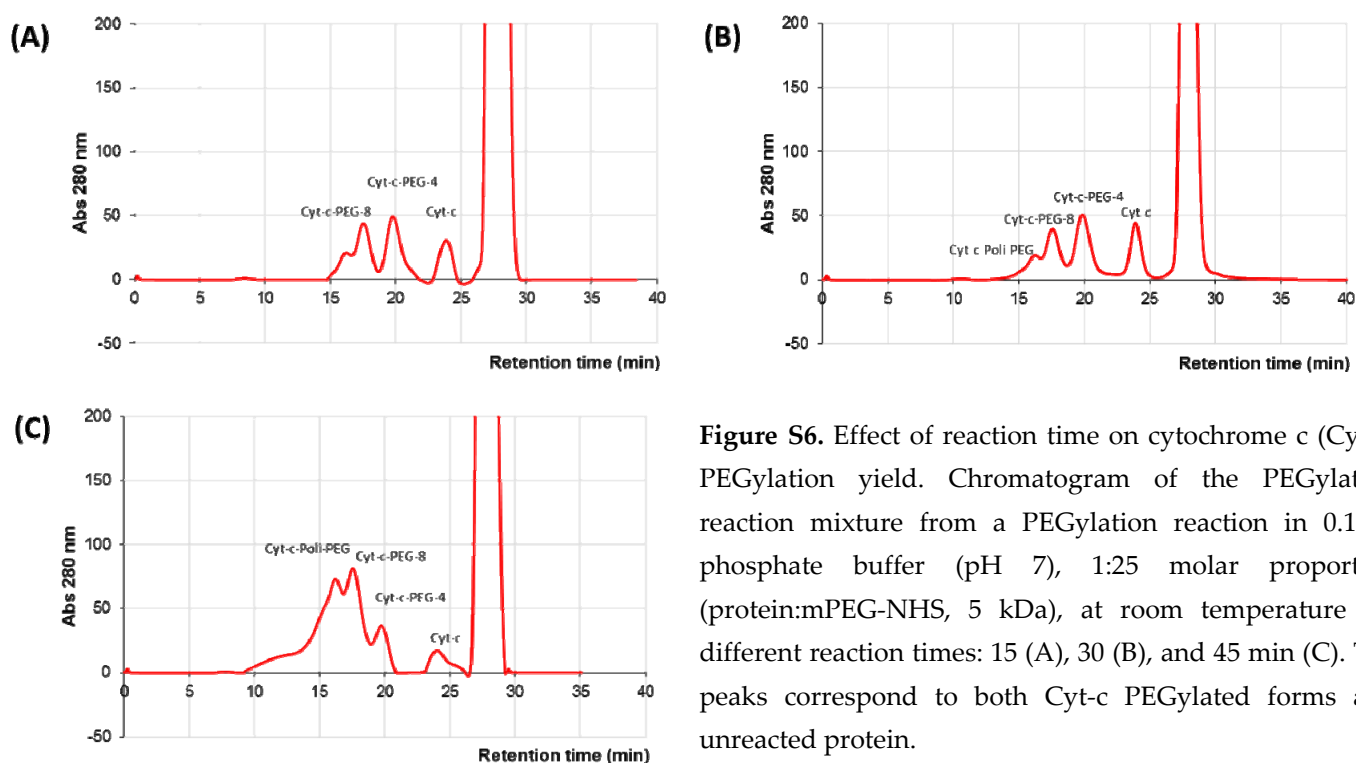 (A)
200
150
100
50
0
-50
Abs 280 nm
Cyt-c-PEG-8
Cyt-c-PEG-4
Cyt-c
0 5 10 15 20 25 30 35 40
Retention time (min)
(B)
200
150
100
50
0
-50
Abs 280 nm
Cyt c Poli PEG
Cyt-c-PEG-8
Cyt-c-PEG-4
Cyt c
0 5 10 15 20 25 30 35 40
Retention time (min)
(C)
200
150
100
50
0
-50
Abs 280 nm
Cyt-c-Poli-PEG
Cyt-c-PEG-8
Cyt-c-PEG-4
Cyt-c
0 5 10 15 20 25 30 35 40
Retention time (min)
Figure S6. Effect of reaction time on cytochrome c (Cy
PEGylation yield. Chromatogram of the PEGylat
reaction mixture from a PEGylation reaction in 0.1
phosphate buffer (pH 7), 1:25 molar proport
(protein:mPEG-NHS, 5 kDa), at room temperature
different reaction times: 15 (A), 30 (B), and 45 min (C). T
peaks correspond to both Cyt-c PEGylated forms a
unreacted protein.